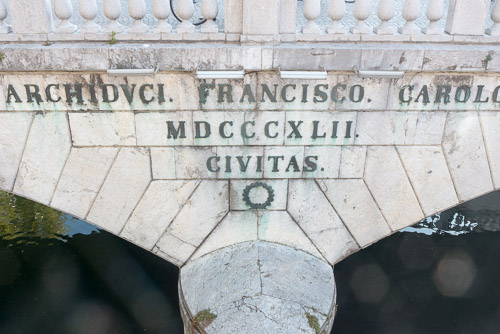 ARCHIDVCI. FRANCISCO. CAROLO
MDCCCXLII.
CIVITAS.